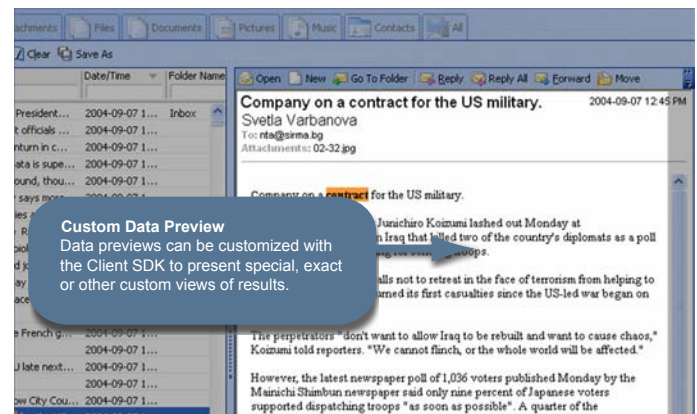 achments Files Documents Pictures Music Contacts All
Clear Save As
Date/Time Folder Name
Open New Go To Folder Reply Reply All Forward Move
President... 2004-09-07 1... Inbox
t officials ... 2004-09-07 1...
nturn in c... 2004-09-07 1...
ata is supe... 2004-09-07 1...
ound, thou... 2004-09-07 1...
says more
Company on a contract for the US military. 2004-09-07 12:45 PM
Svetla Varbanova
To: nta@sirma.bg
Attachments: 02-32.jpg
Company on a contract for the US military.
Junichiro Koizumi lashed out Monday at
n Iraq that killed two of the country's diplomats as a poll
troops.
alls not to retreat in the face of terrorism from helping to
umed its first casualties since the US-led war began on
The perpetrators "don't want to allow Iraq to be rebuilt and want to cause chaos,"
Koizumi told reporters. "We cannot flinch, or the whole world will be affected."
However, the latest newspaper poll of 1,036 voters published Monday by the
Mainichi Shimbun newspaper said only nine percent of Japanese voters
supported dispatching troops "as soon as possible". A quarter of the
Custom Data Preview
Data previews can be customized with
the Client SDK to present special, exact
or other custom views of results.
e French g... 2004-09-07 1...
2004-09-07 1...
J late next... 2004-09-07 1...
2004-09-07 1...
ow City Cou... 2004-09-07 1...